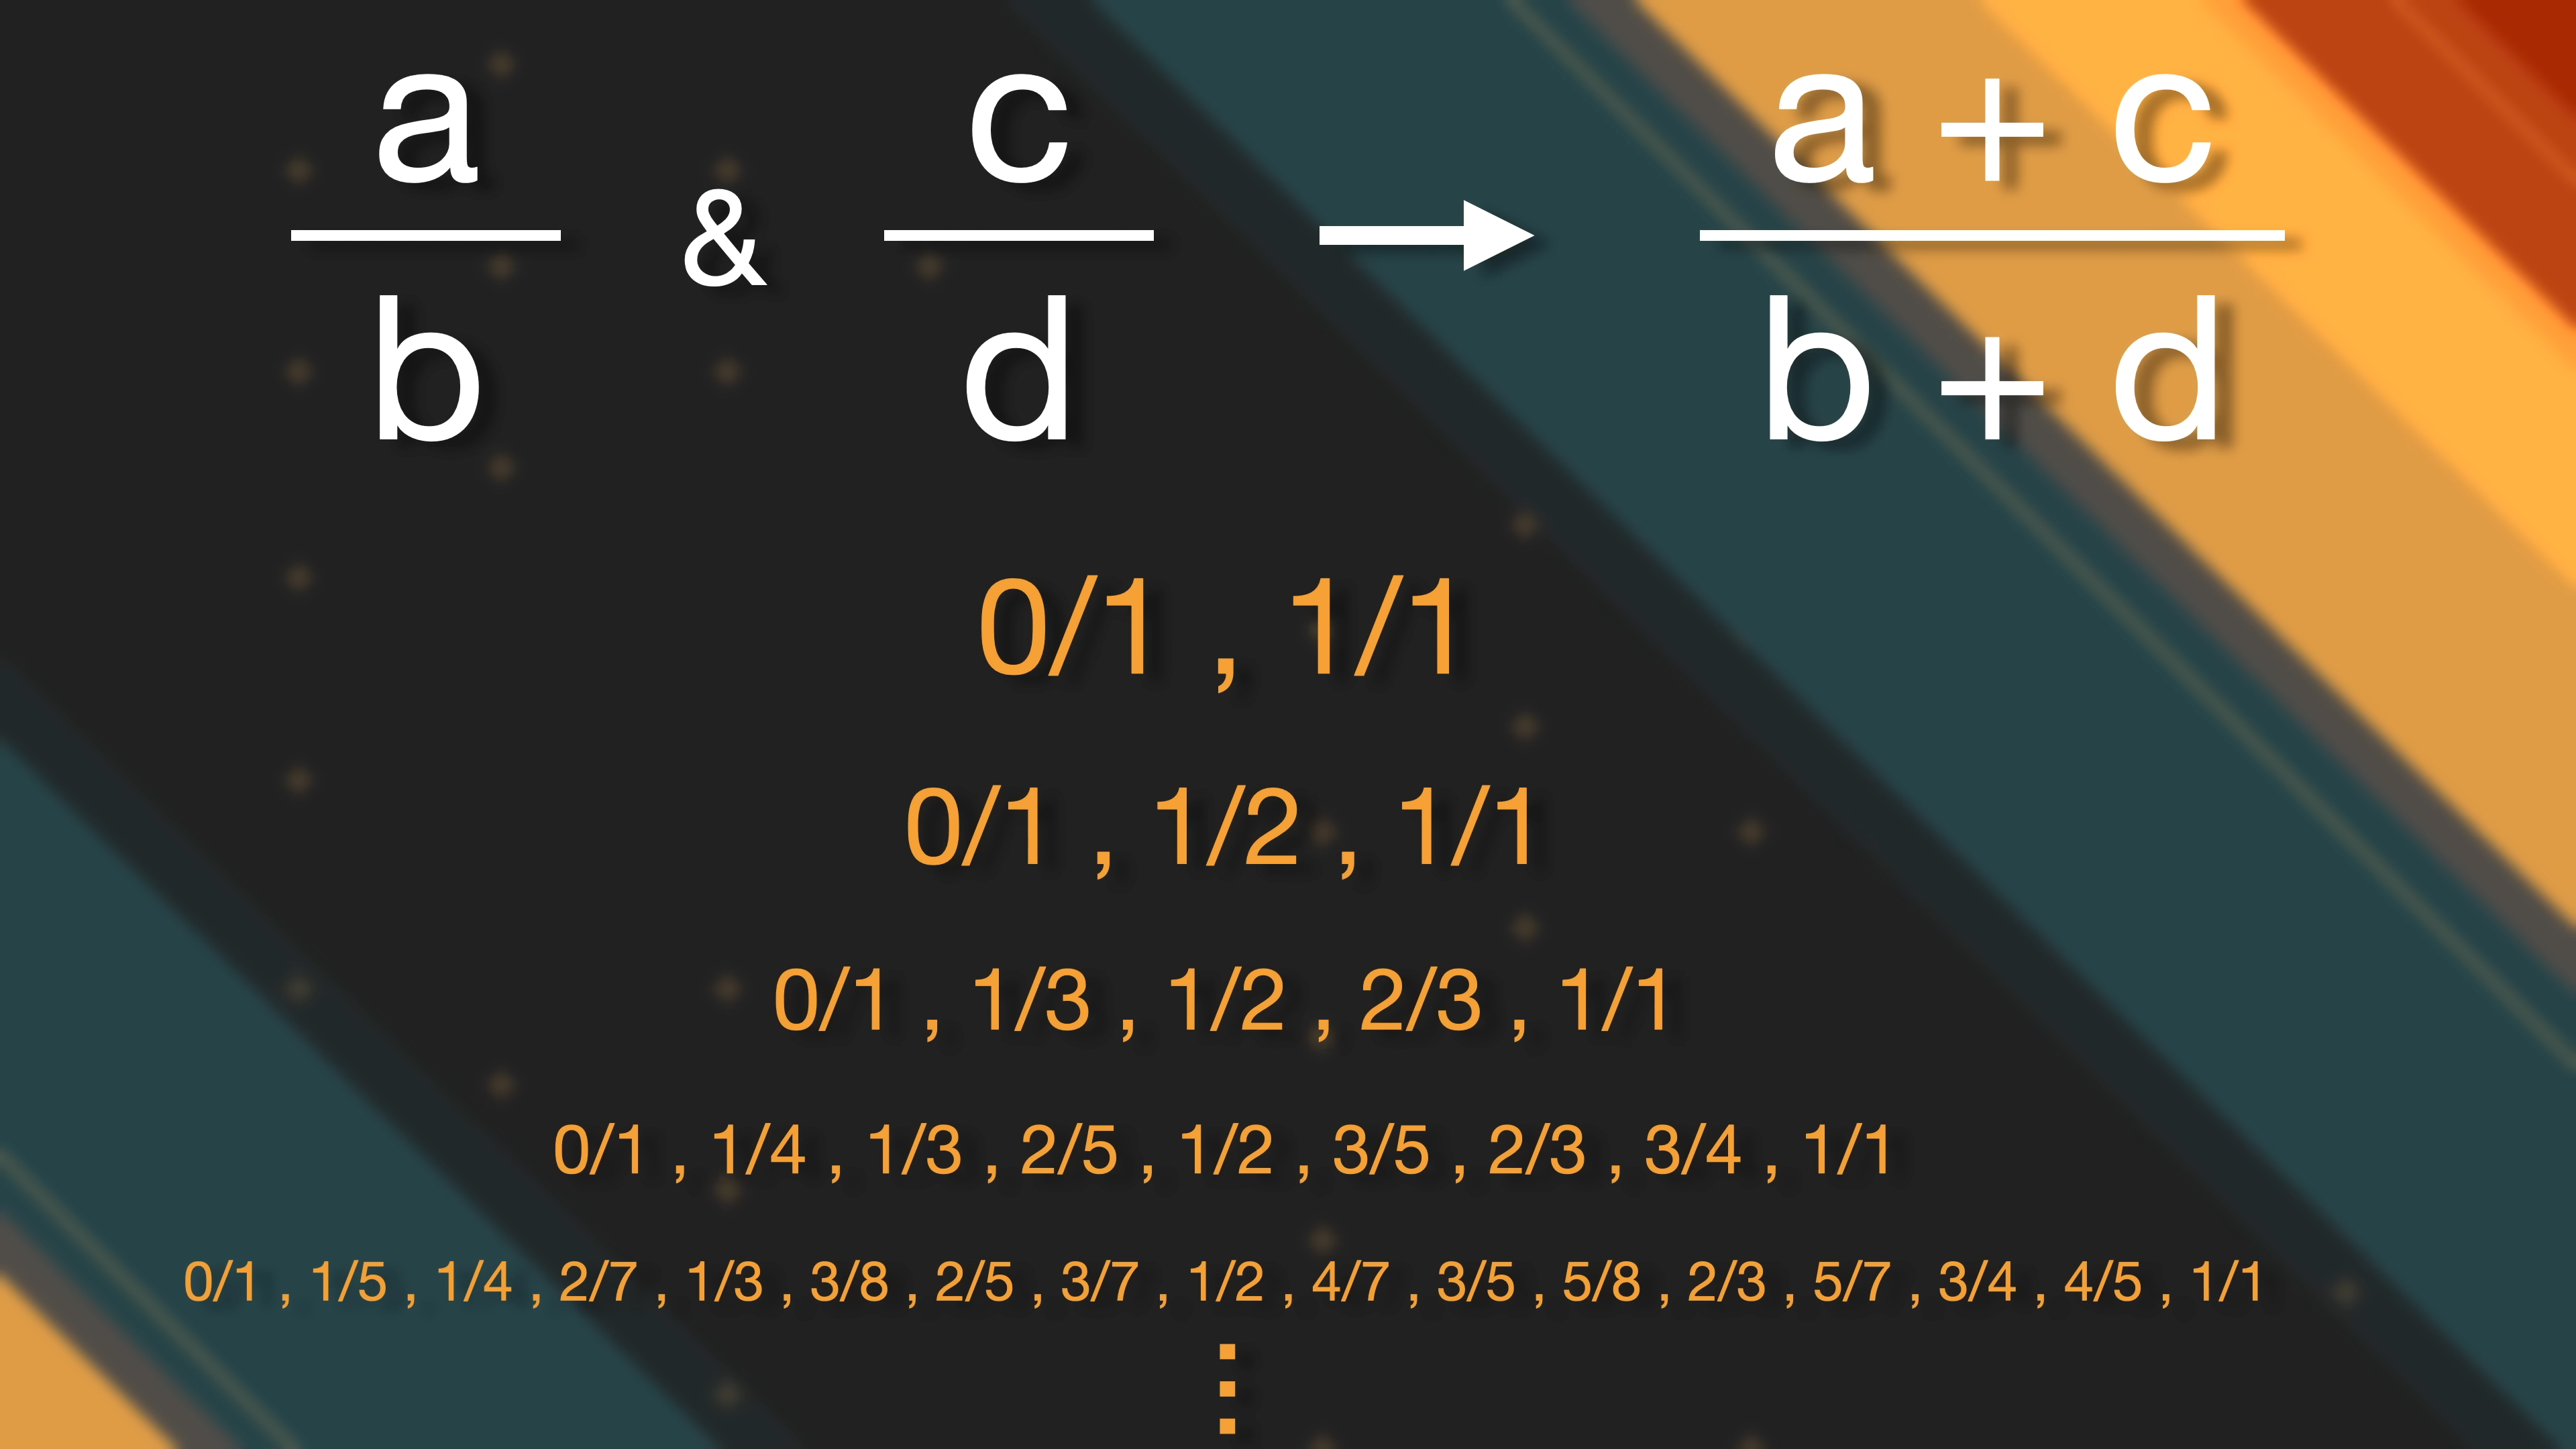 a & c → a + c
b d b + d
0/1 , 1/1
0/1 , 1/2 , 1/1
0/1 , 1/3 , 1/2 , 2/3 , 1/1
0/1 , 1/4 , 1/3 , 2/5 , 1/2 , 3/5 , 2/3 , 3/4 , 1/1
0/1 , 1/5 , 1/4 , 2/7 , 1/3 , 3/8 , 2/5 , 3/7 , 1/2 , 4/7 , 3/5 , 5/8 , 2/3 , 5/7 , 3/4 , 4/5 , 1/1
⋮